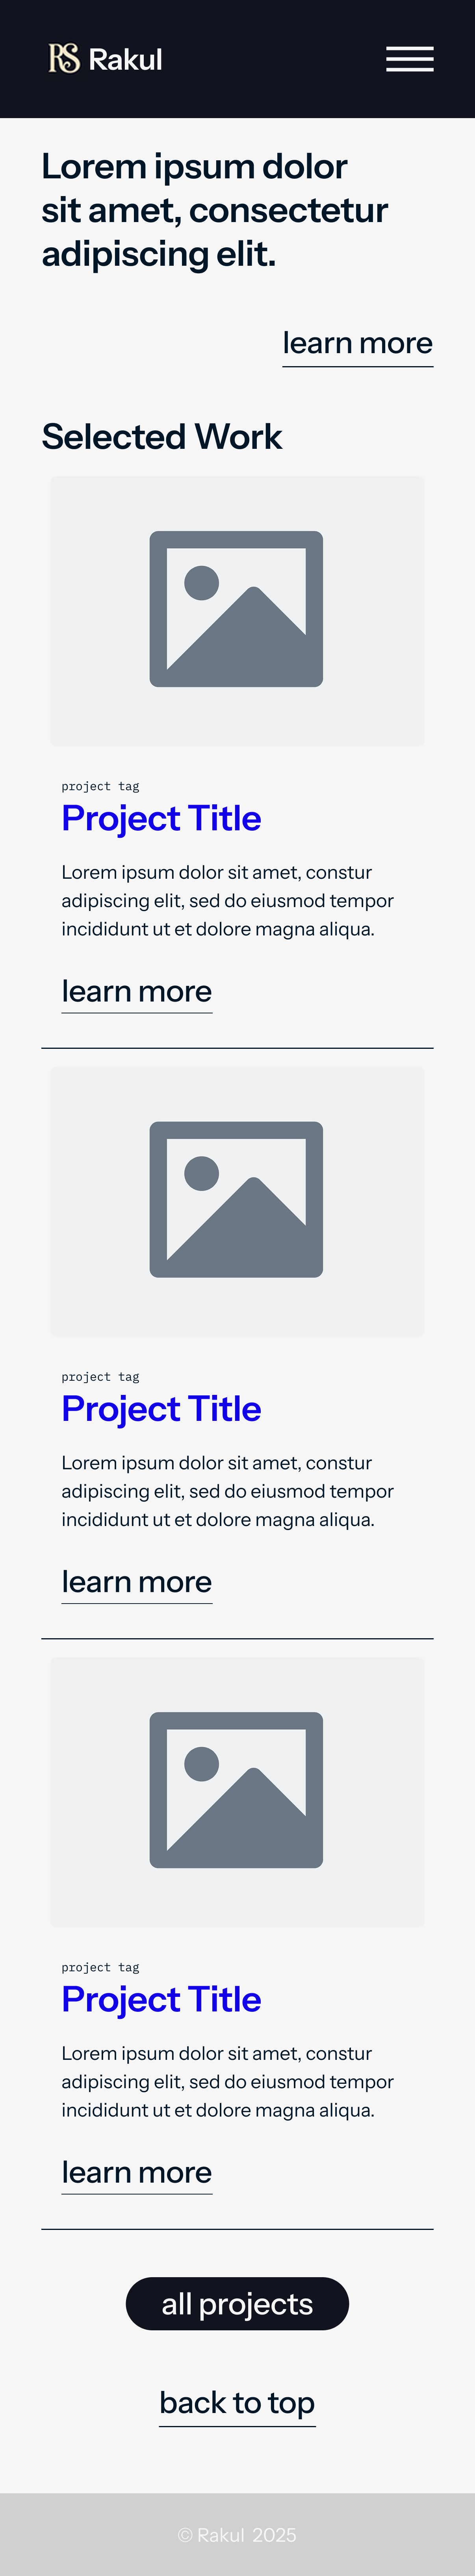 RS Rakul
Lorem ipsum dolor
sit amet, consectetur
adipiscing elit.
learn more
Selected Work
project tag
Project Title
Lorem ipsum dolor sit amet, constur
adipiscing elit, sed do eiusmod tempor
incididunt ut et dolore magna aliqua.
learn more
project tag
Project Title
Lorem ipsum dolor sit amet, constur
adipiscing elit, sed do eiusmod tempor
incididunt ut et dolore magna aliqua.
learn more
project tag
Project Title
Lorem ipsum dolor sit amet, constur
adipiscing elit, sed do eiusmod tempor
incididunt ut et dolore magna aliqua.
learn more
all projects
back to top
© Rakul 2025